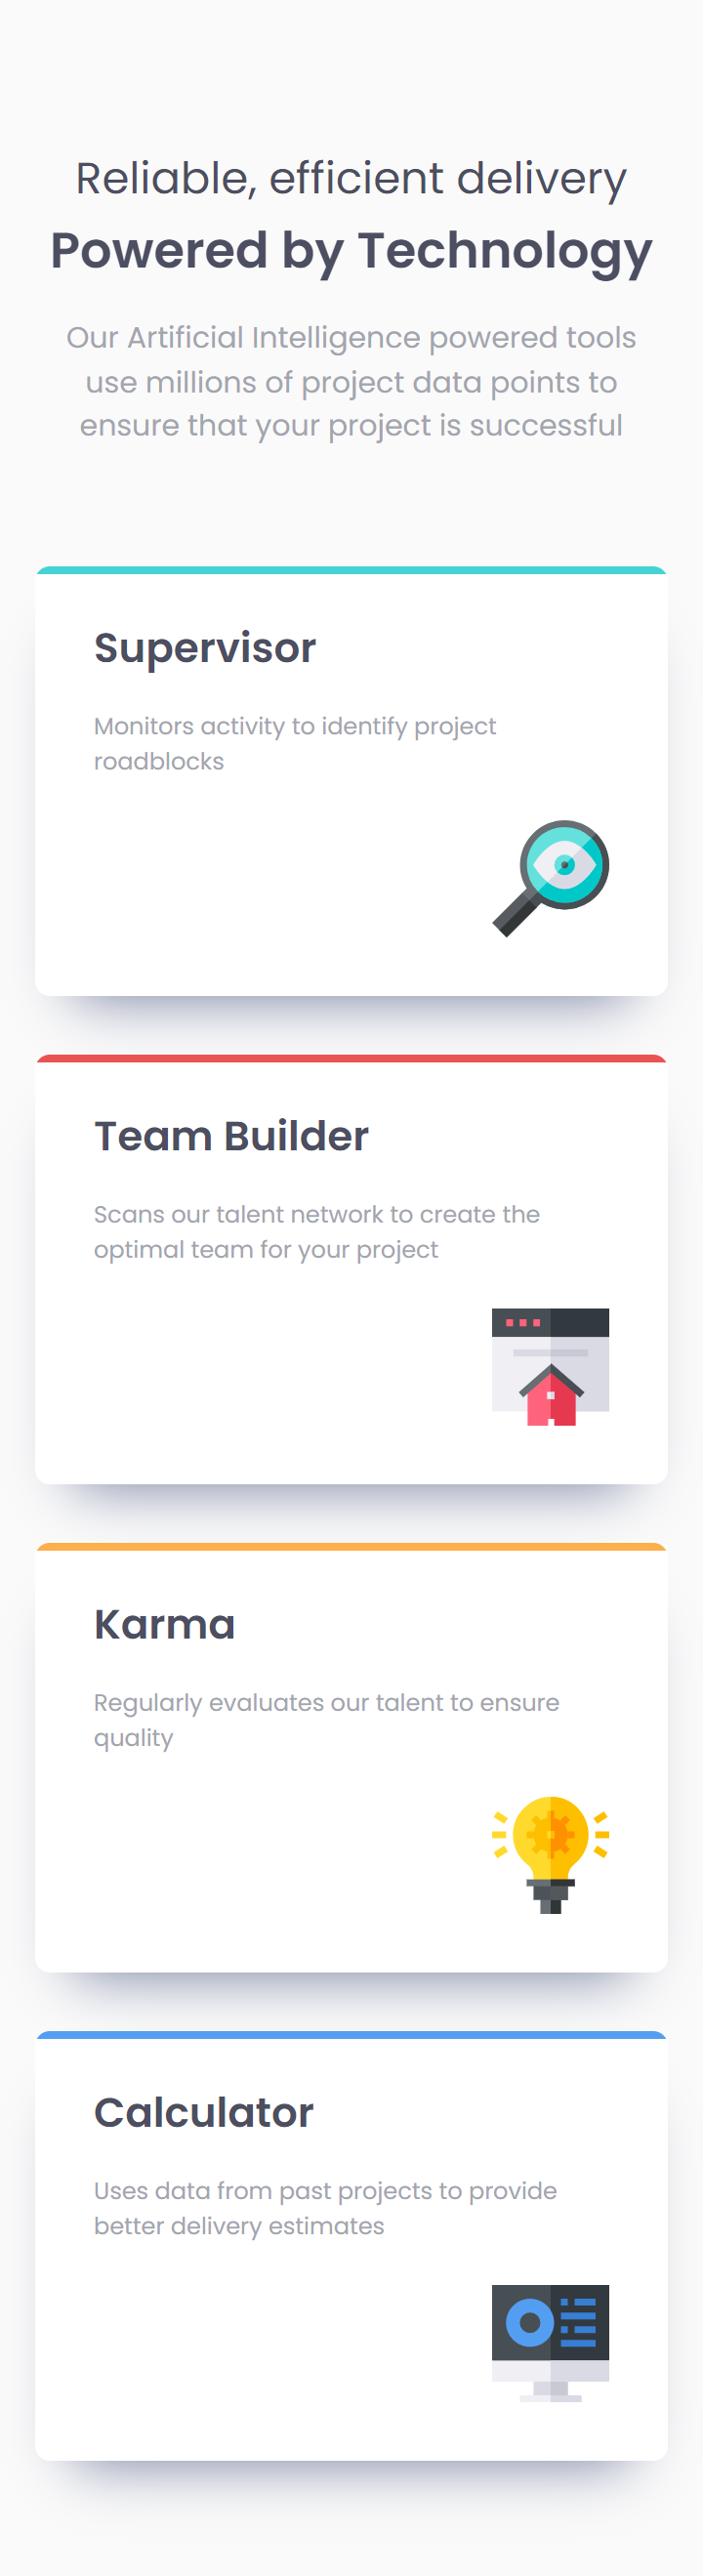 Reliable, efficient delivery
Powered by Technology
Our Artificial Intelligence powered tools
use millions of project data points to
ensure that your project is successful
Supervisor
Monitors activity to identify project
roadblocks
Team Builder
Scans our talent network to create the
optimal team for your project
Karma
Regularly evaluates our talent to ensure
quality
Calculator
Uses data from past projects to provide
better delivery estimates